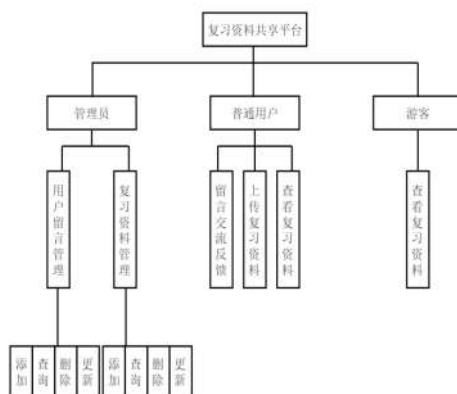 复习资料共享平台
管理员
普通用户
游客
用户留言管理
复习资料管理
留言交流反馈
上传复习资料
查看复习资料
查看复习资料
添加
查询
删除
更新
添加
查询
删除
更新